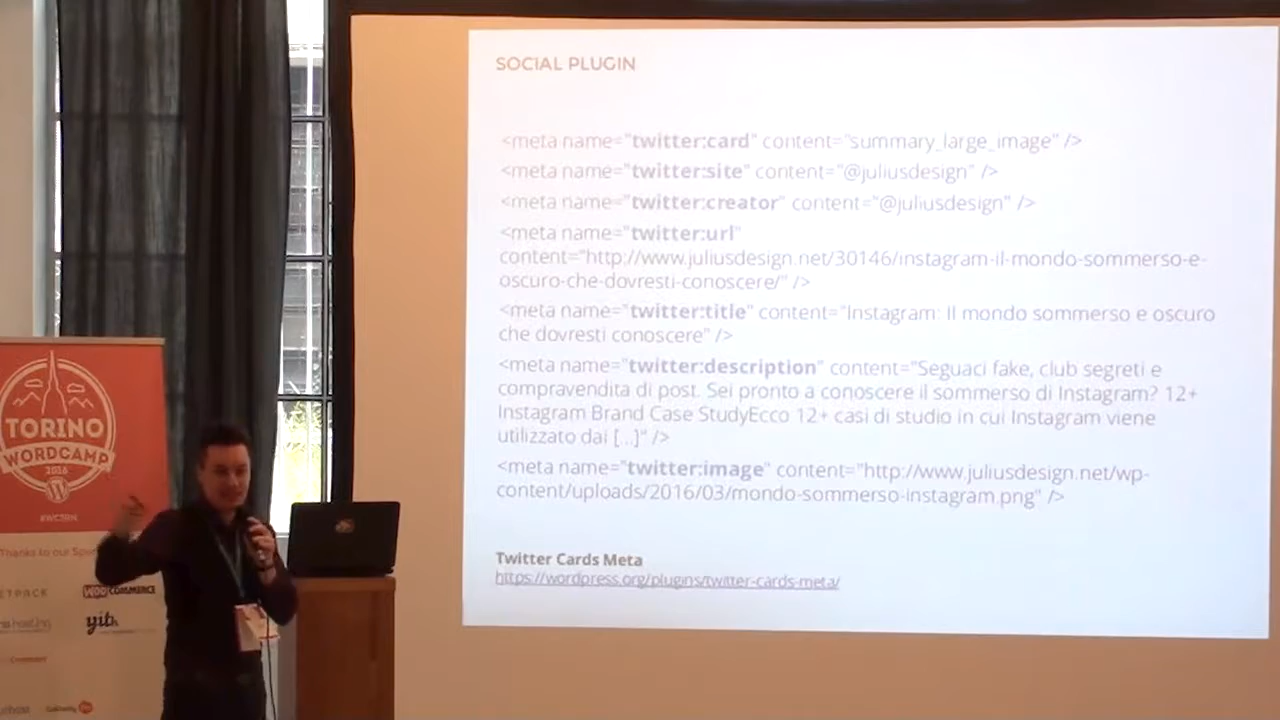 SOCIAL PLUGIN
<meta name="twitter:card" content="summary_large_image" />
<meta name="twitter:site" content="@juliusdesign" />
<meta name="twitter:creator" content="@juliusdesign" />
<meta name="twitter:url"
content="http://www.juliusdesign.net/30146/instagram-il-mondo-sommerso-e-
oscuro-che-dovresti-conoscere/" />
<meta name="twitter:title" content="Instagram: Il mondo sommerso e oscuro
che dovresti conoscere" />
<meta name="twitter:description" content="Seguaci fake, club segreti e
compravendita di post. Sei pronto a conoscere il sommerso di Instagram? 12+
Instagram Brand Case StudyEcco 12+ casi di studio in cui Instagram viene
utilizzato dai [...]" />
<meta name="twitter:image" content="http://www.juliusdesign.net/wp-
content/uploads/2016/03/mondo-sommerso-instagram.png" />
Twitter Cards Meta
https://wordpress.org/plugins/twitter-cards-meta/
TORINO
WORDCAMP
2016
#WCTRN
Thanks to our
WOO COMMERCE
yith